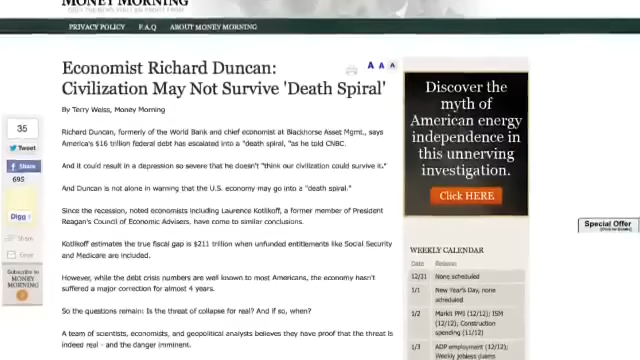 MONEY MORNING
PRIVACY POLICY F.A.Q ABOUT MONEY MORNING
Economist Richard Duncan:
Civilization May Not Survive 'Death Spiral'
A A A
By Terry Weiss, Money Morning
Richard Duncan, formerly of the World Bank and chief economist at Blackhorse Asset Mgmt., says
America's $16 trillion federal debt has escalated into a "death spiral, "as he told CNBC.
And it could result in a depression so severe that he doesn't "think our civilization could survive it."
And Duncan is not alone in warning that the U.S. economy may go into a "death spiral."
Since the recession, noted economists including Laurence Kotlikoff, a former member of President
Reagan's Council of Economic Advisers, have come to similar conclusions.
Kotlikoff estimates the true fiscal gap is $211 trillion when unfunded entitlements like Social Security
and Medicare are included.
However, while the debt crisis numbers are well known to most Americans, the economy hasn't
suffered a major correction for almost 4 years.
So the questions remain: Is the threat of collapse for real? And if so, when?
A team of scientists, economists, and geopolitical analysts believes they have proof that the threat is
indeed real - and the danger imminent.
35
Tweet
Share
695
Digg
Share
Email
Subscribe to
MONEY
MORNING
Discover the
myth of
American energy
independence in
this unnerving
investigation.
Click HERE
Special Offer
WEEKLY CALENDAR
Date Release
12/31 None scheduled
1/1 New Year's Day, none
scheduled
1/2 Markit PMI (12/12); ISM
(12/12); Construction
spending (11/12)
1/3 ADP employment (12/12);
Weekly jobless claims